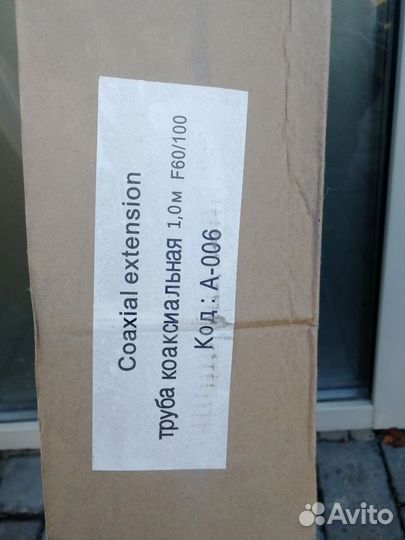 Coaxial extension
труба коаксиальная 1,0м F60/100
Код: А-006
Avito